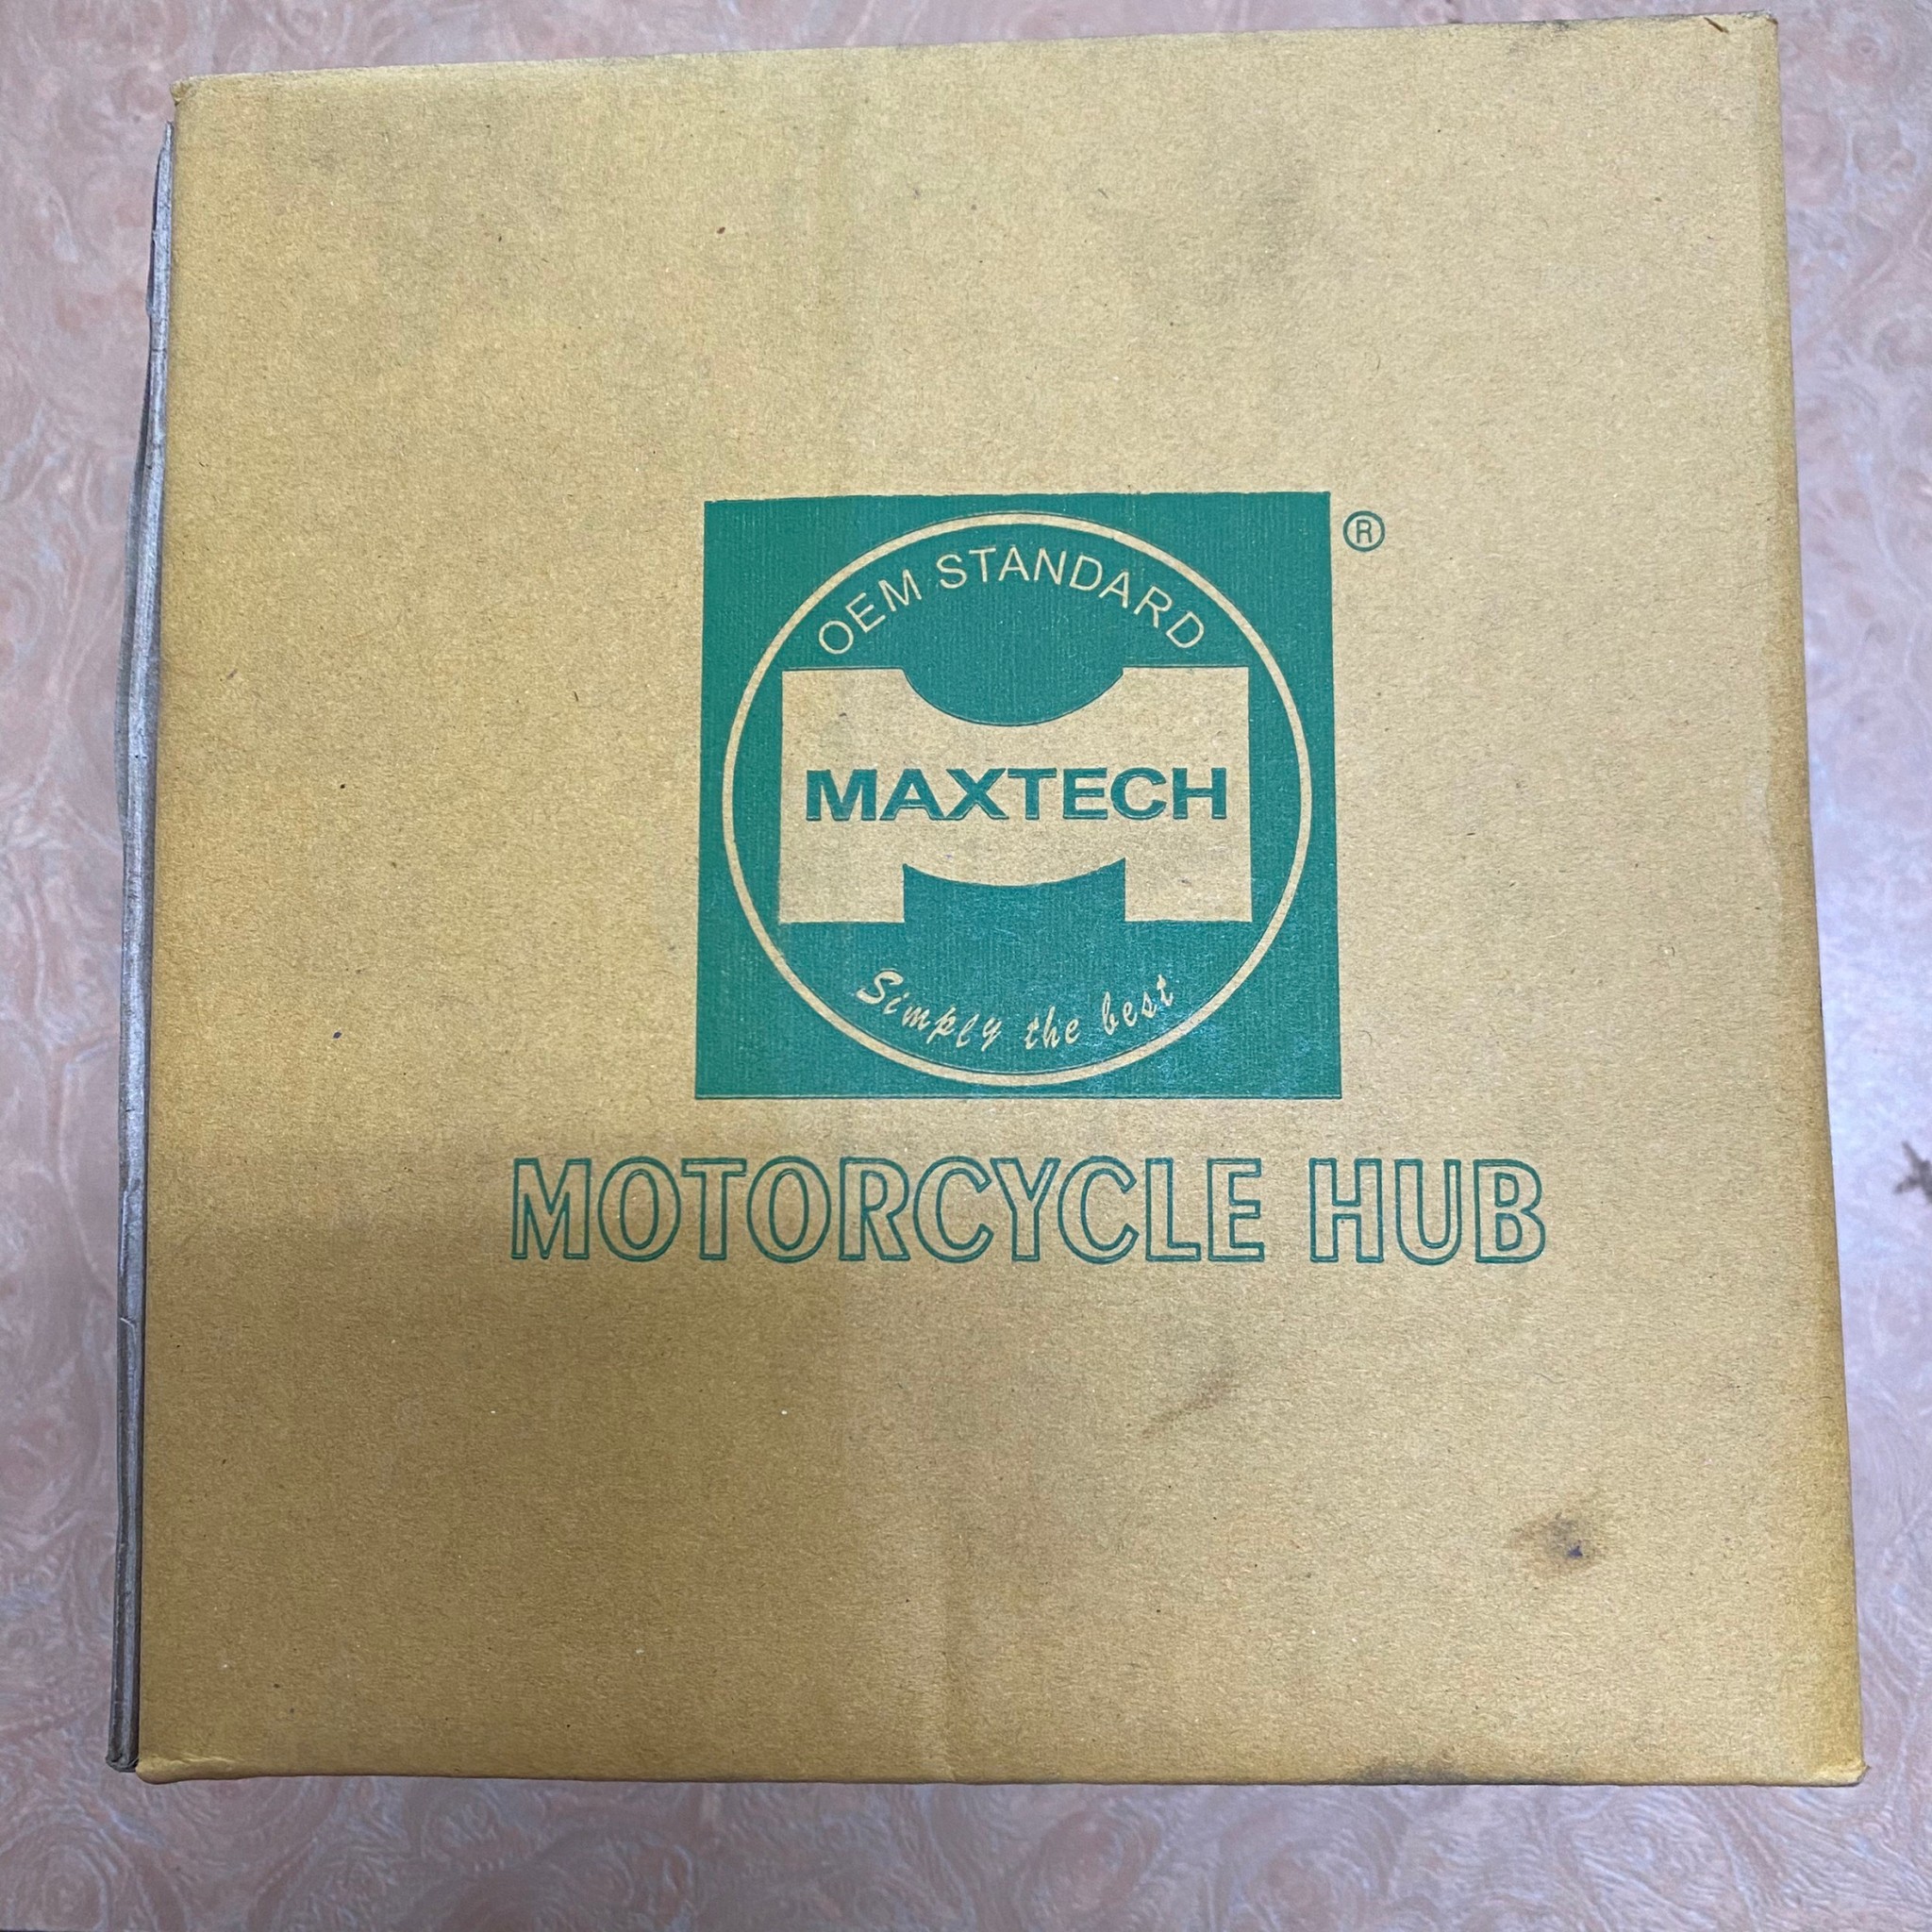 OEM STANDARD
®
MAXTECH
Simply the best
MOTORCYCLE HUB